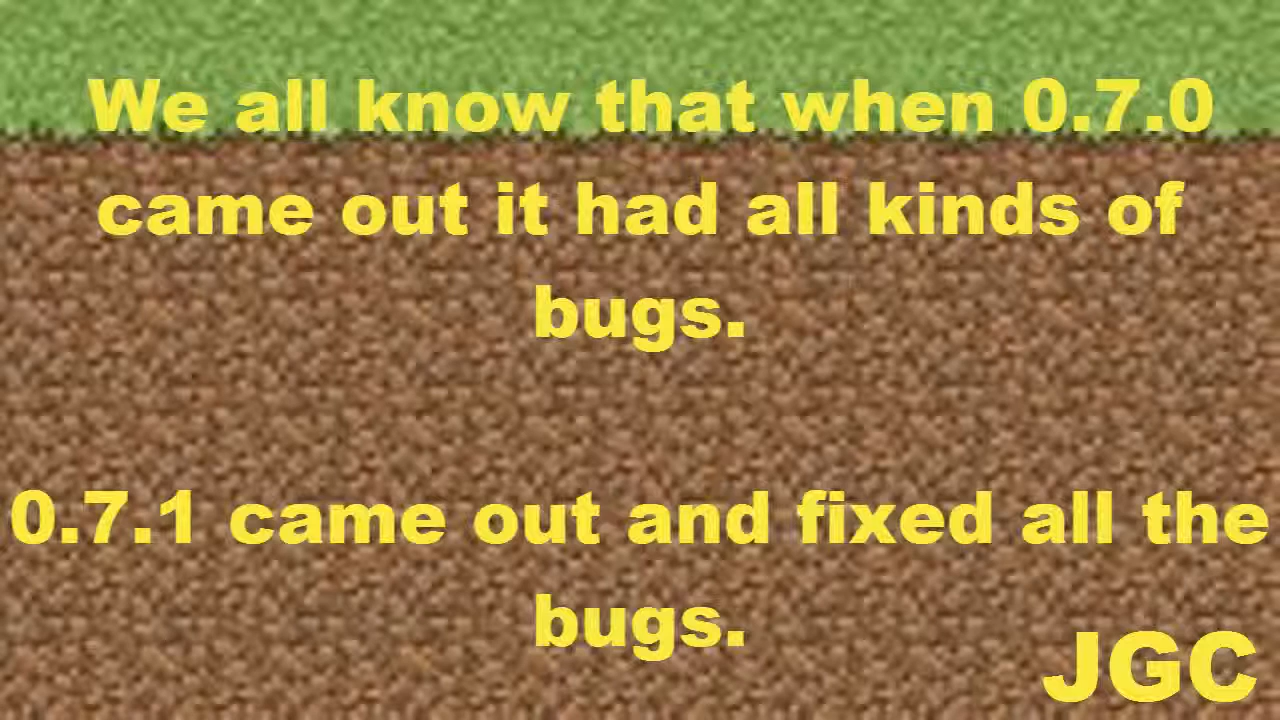 We all know that when 0.7.0
came out it had all kinds of
bugs.
0.7.1 came out and fixed all the
bugs.
JGC